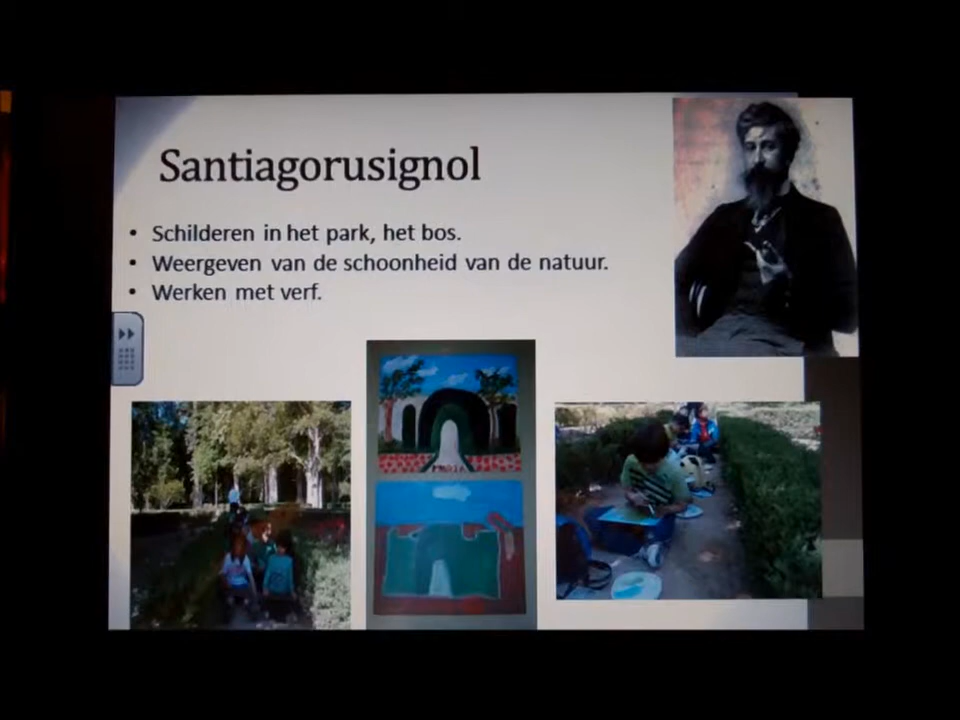 Santiagorusignol
• Schilderen in het park, het bos.
• Weergeven van de schoonheid van de natuur.
• Werken met verf.